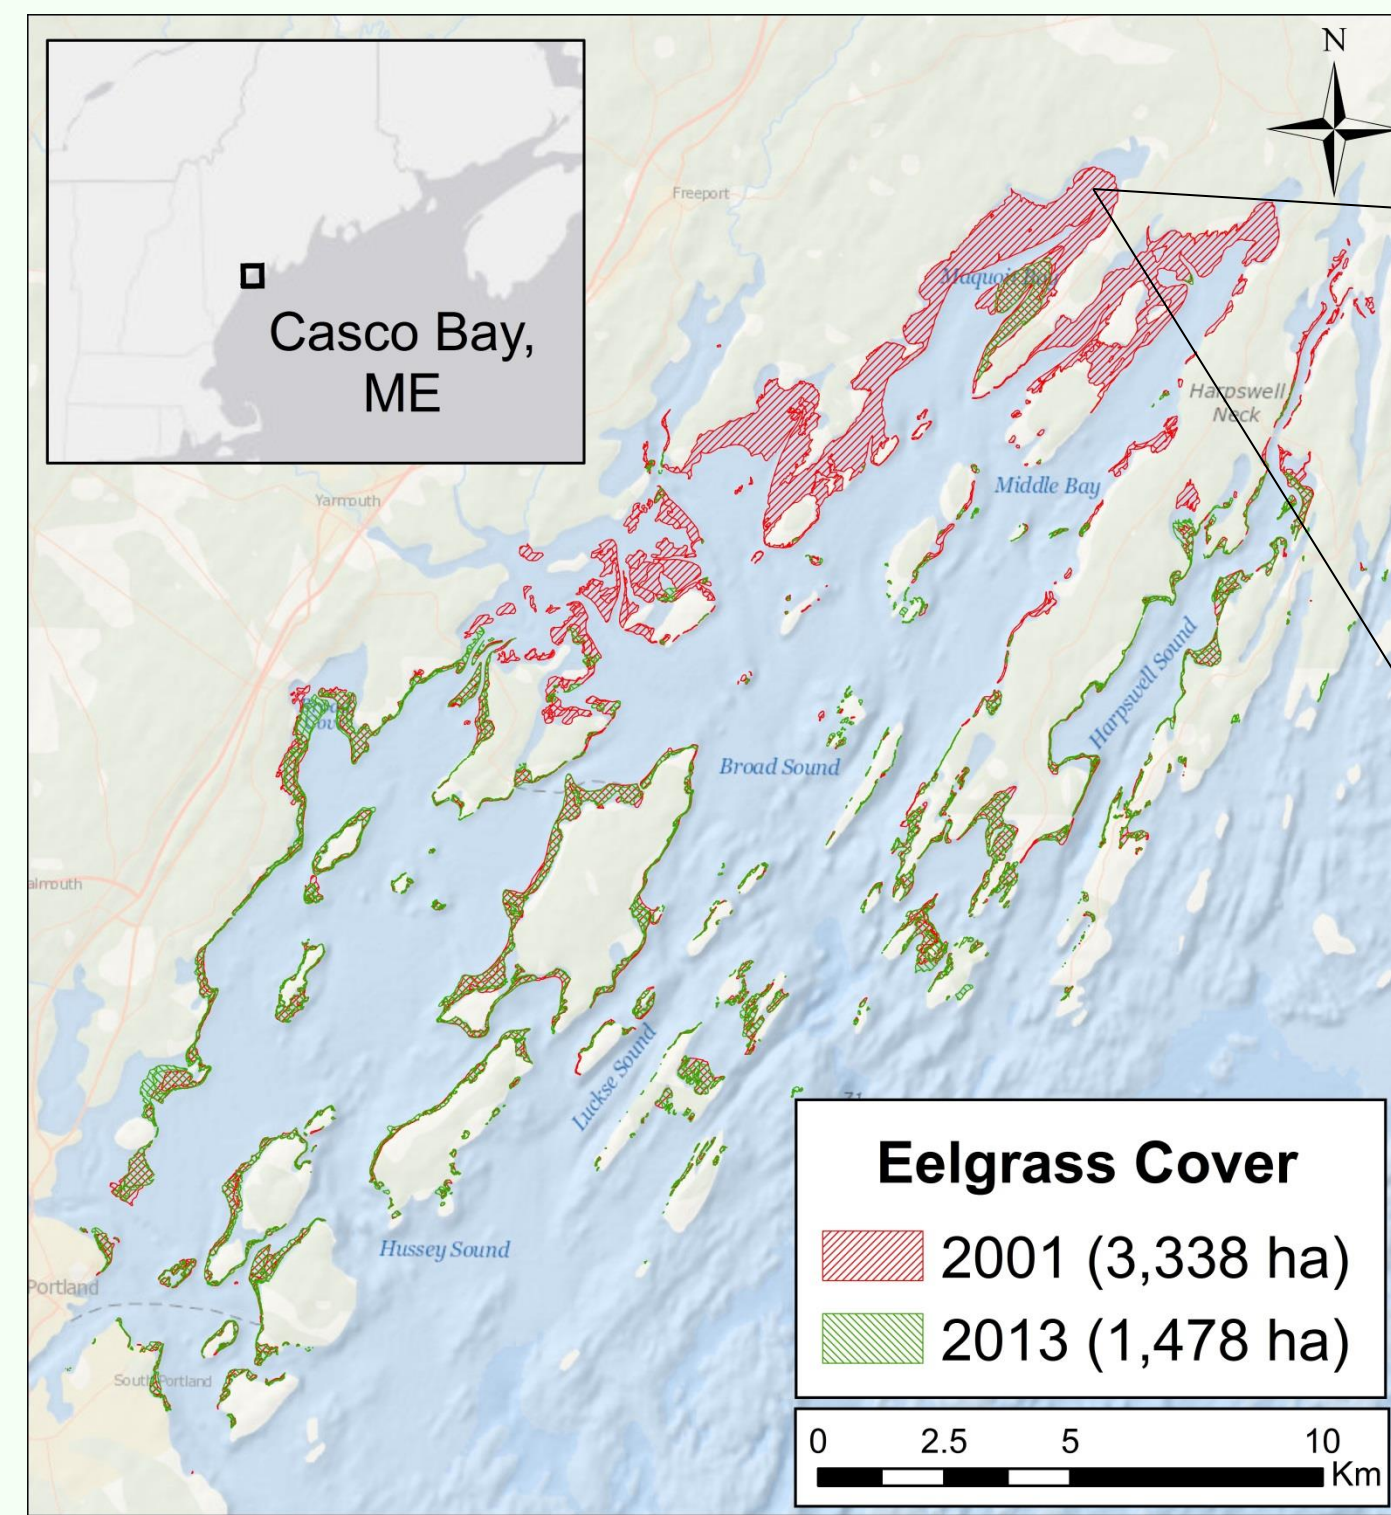 N
Casco Bay,
ME
Freeport
Maquoit Bay
Harpswell
Neck
Middle Bay
Yarmouth
Harpswell Sound
Broad Sound
almouth
Luckse Sound
Hussey Sound
Portland
South Portland
Eelgrass Cover
2001 (3,338 ha)
2013 (1,478 ha)
0 2.5 5 10
Km